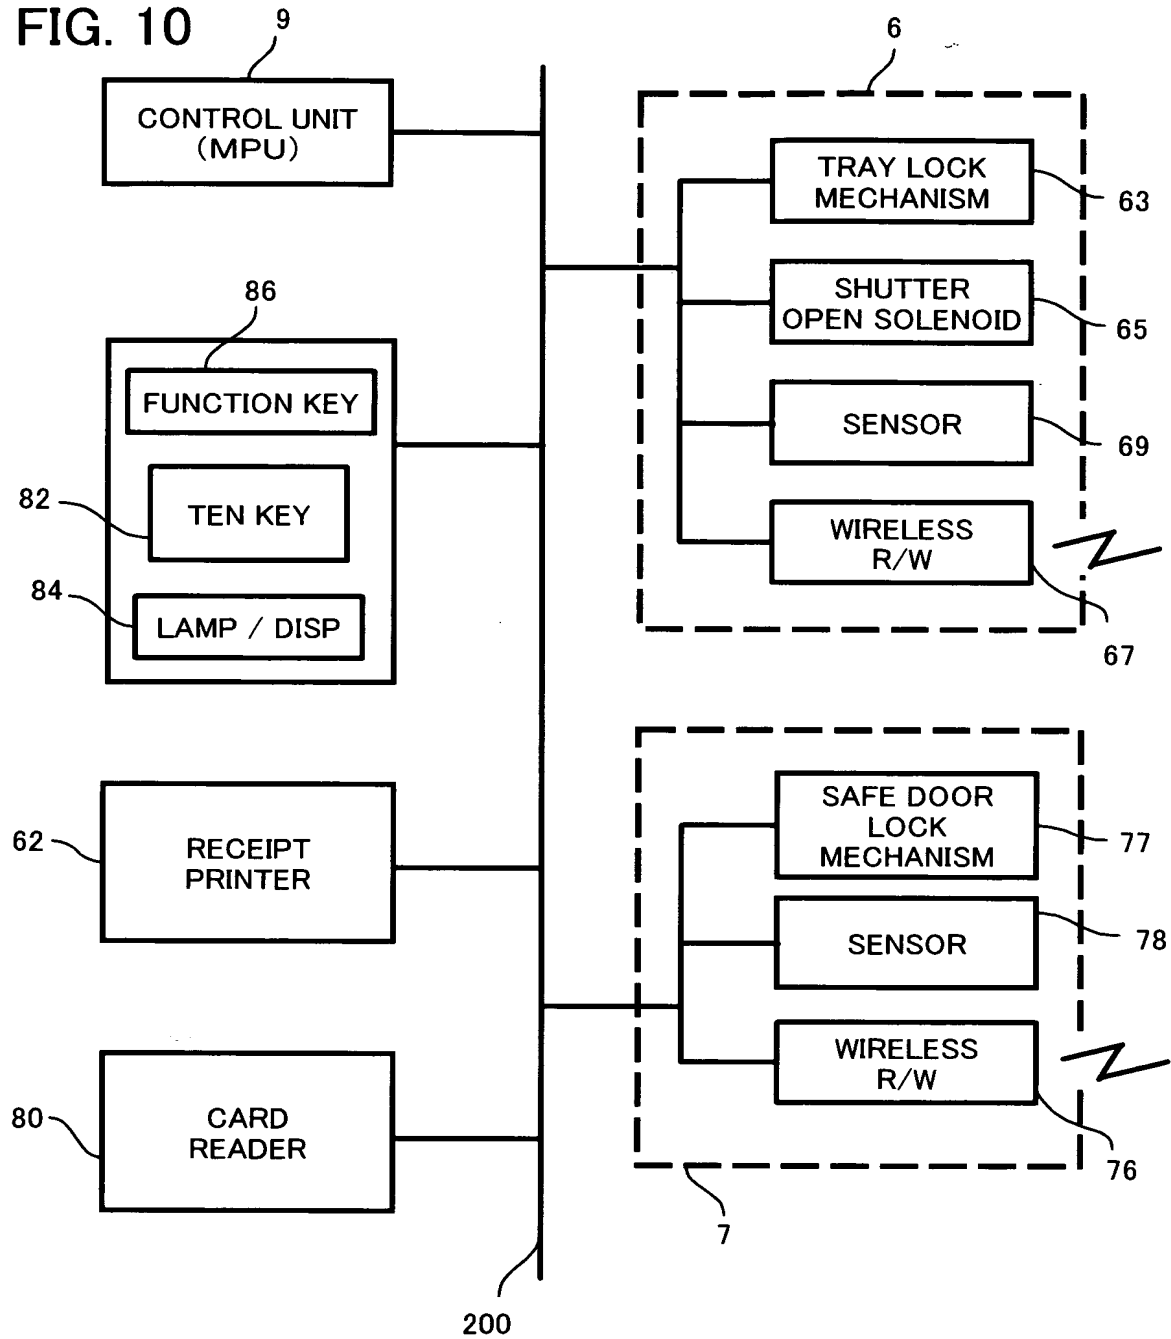 FIG. 10
9
CONTROL UNIT
(MPU)
86
FUNCTION KEY
82
TEN KEY
84
LAMP / DISP
62
RECEIPT
PRINTER
80
CARD
READER
200
6
TRAY LOCK
MECHANISM
63
SHUTTER
OPEN SOLENOID
65
SENSOR
69
WIRELESS
R/W
67
SAFE DOOR
LOCK
MECHANISM
77
SENSOR
78
WIRELESS
R/W
76
7